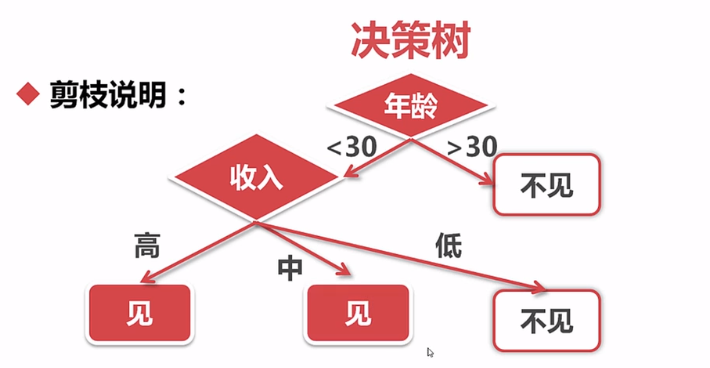 决策树
剪枝说明：
年龄
<30
>30
收入
不见
高
中
低
见
见
不见